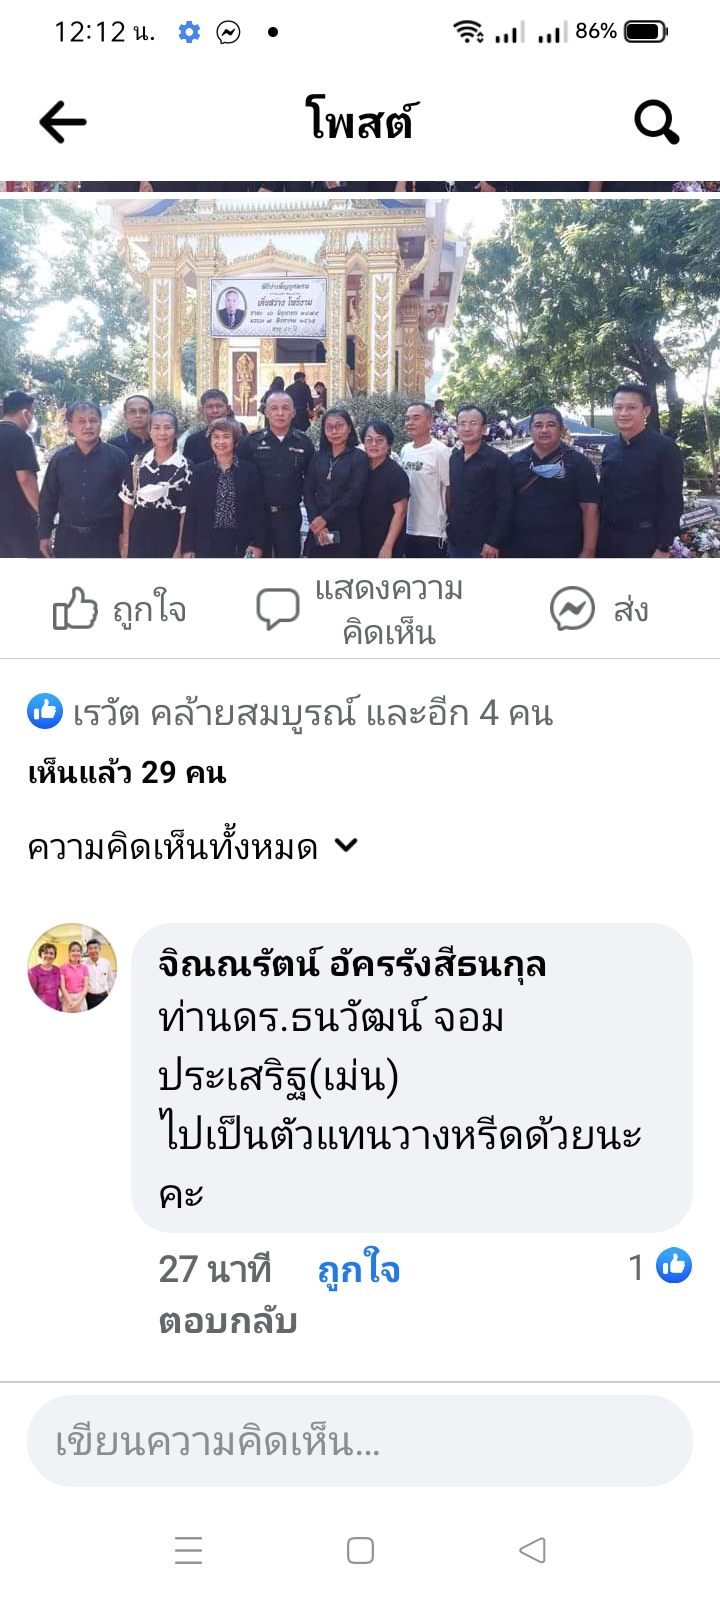 12:12 น.
86%
โพสต์
ถูกใจ
แสดงความ
คิดเห็น
ส่ง
เรวัต คล้ายสมบูรณ์ และอีก 4 คน
เห็นแล้ว 29 คน
ความคิดเห็นทั้งหมด
จิณณรัตน์ อัครรังสีธนกุล
ท่านดร.ธนวัฒน์ จอม
ประเสริฐ(เม่น)
ไปเป็นตัวแทนวางหรีดด้วยนะ
คะ
27 นาที ถูกใจ 1
ตอบกลับ
เขียนความคิดเห็น...